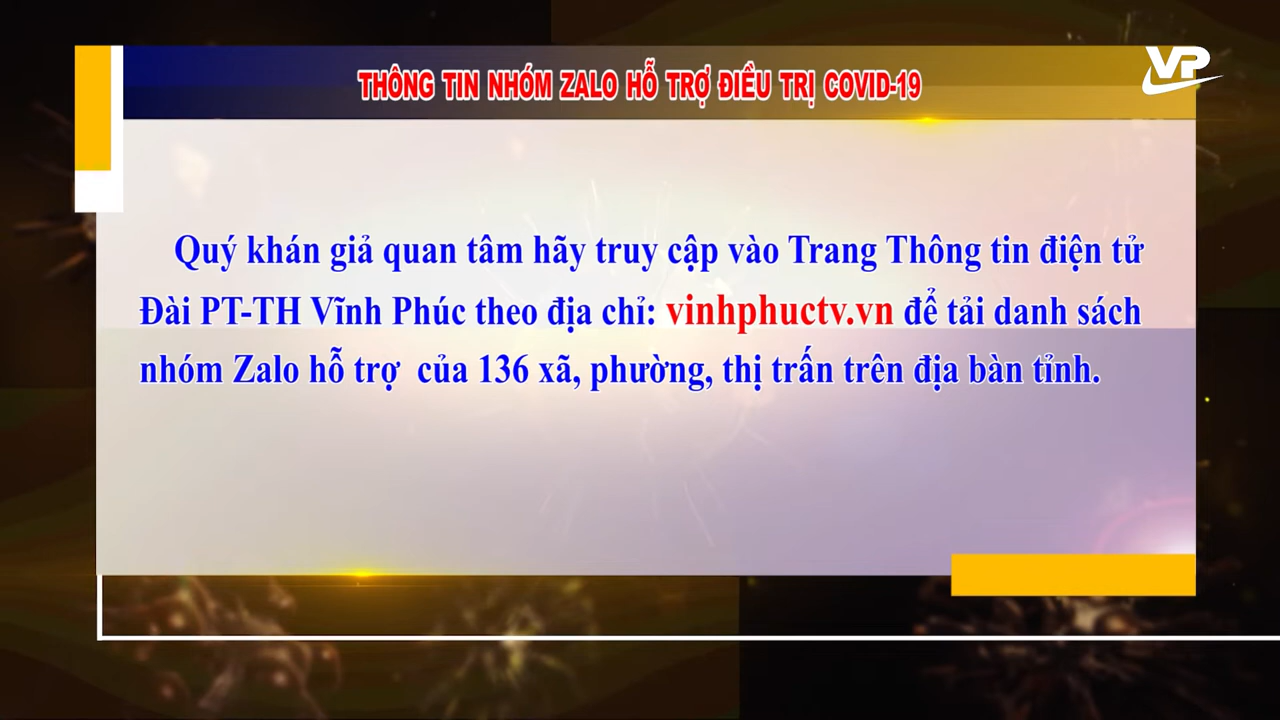 VP
THÔNG TIN NHÓM ZALO HỖ TRỢ ĐIỀU TRỊ COVID-19
Quý khán giả quan tâm hãy truy cập vào Trang Thông tin điện tử
Đài PT-TH Vĩnh Phúc theo địa chỉ: vinhphuctv.vn để tải danh sách
nhóm Zalo hỗ trợ của 136 xã, phường, thị trấn trên địa bàn tỉnh.